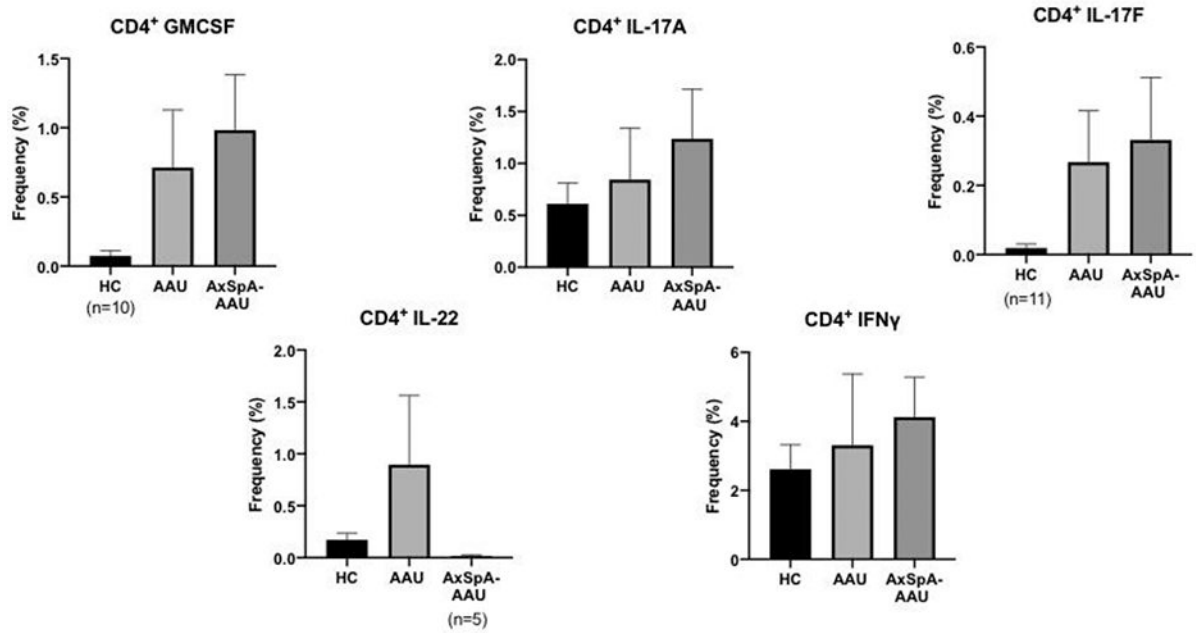 CD4⁺ GMCSF
Frequency (%)
1.5
1.0
0.5
0.0
HC
AAU
AxSpA-
AAU
(n=10)
CD4⁺ IL-17A
Frequency (%)
2.0
1.5
1.0
0.5
0.0
HC
AAU
AxSpA-
AAU
CD4⁺ IL-17F
Frequency (%)
0.6
0.4
0.2
0.0
HC
AAU
AxSpA-
AAU
(n=11)
CD4⁺ IL-22
Frequency (%)
2.0
1.5
1.0
0.5
0.0
HC
AAU
AxSpA-
AAU
(n=5)
CD4⁺ IFNγ
Frequency (%)
6
4
2
0
HC
AAU
AxSpA-
AAU